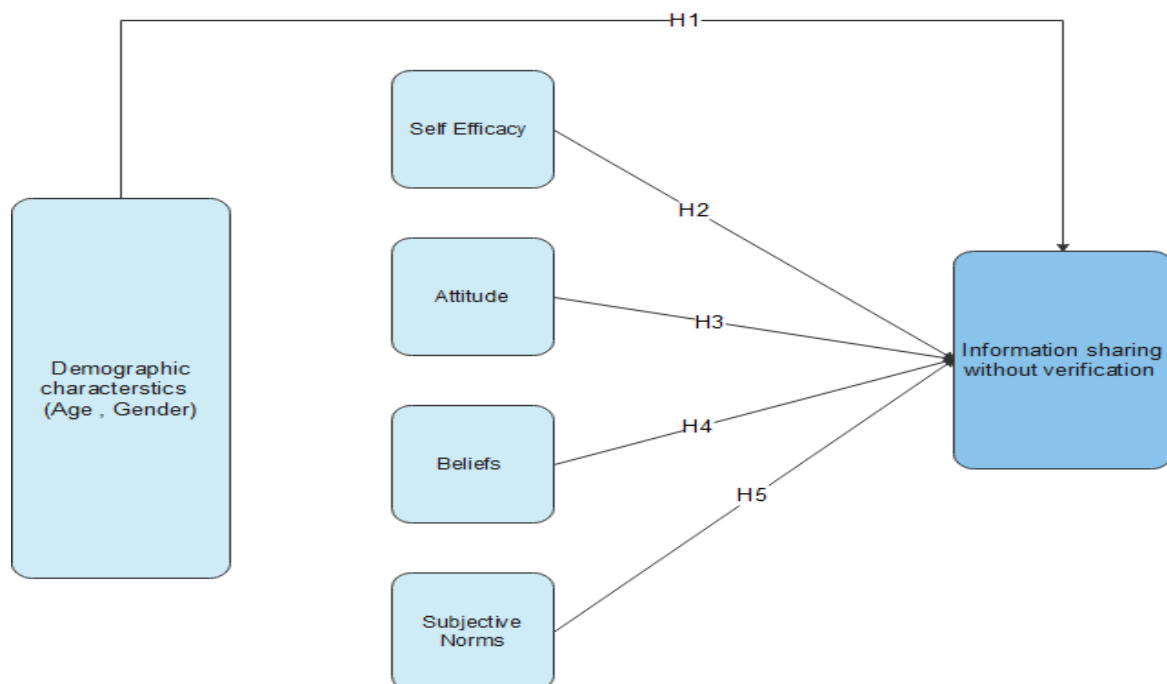 H1
Self Efficacy
H2
Attitude
H3
Demographic
characterstics
(Age , Gender)
Information sharing
without verification
H4
Beliefs
H5
Subjective
Norms